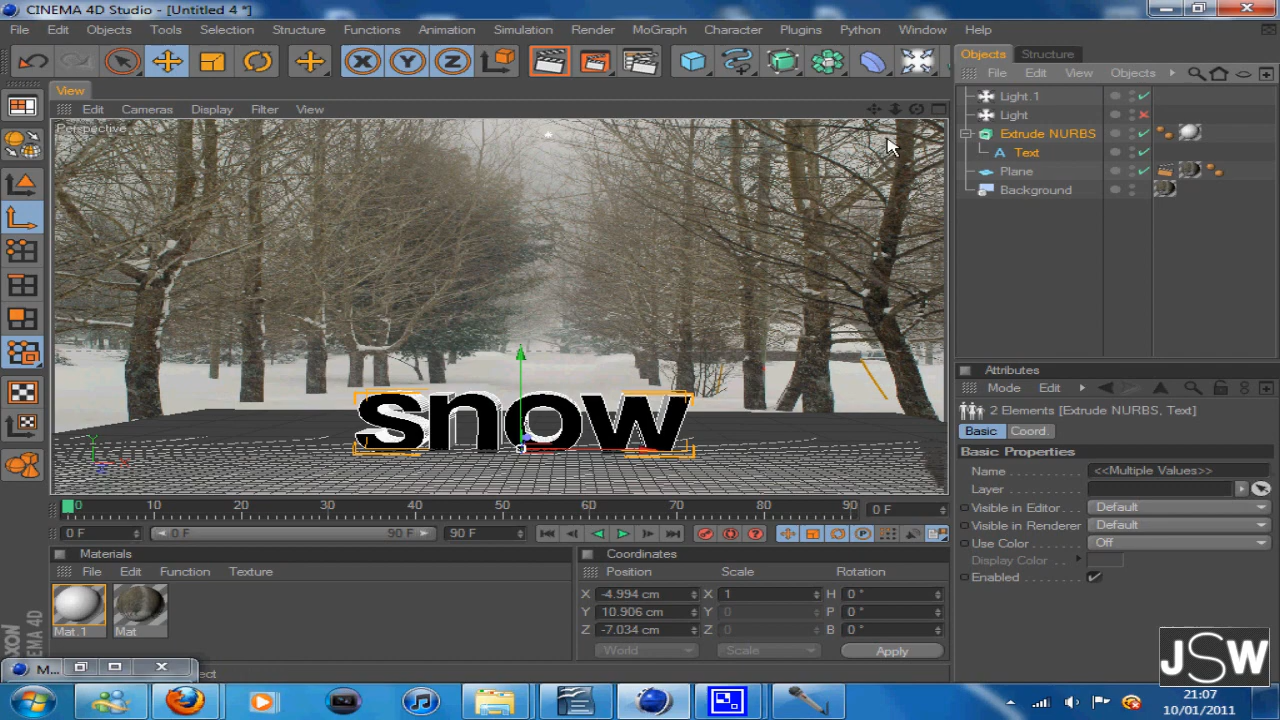 CINEMA 4D Studio - [Untitled 4 *]
File Edit Objects Tools Selection Structure Functions Animation Simulation Render MoGraph Character Plugins Python Window Help
X Y Z
Objects Structure
File Edit View Objects
Light.1
Light
Extrude NURBS
A Text
Plane
Background
View
Edit Cameras Display Filter View
Perspective
snow
Y
Attributes
Mode Edit
2 Elements [Extrude NURBS, Text]
Basic Coord.
Basic Properties
Name <<Multiple Values>>
Layer
Visible in Editor Default
Visible in Renderer Default
Use Color Off
Display Color
Enabled
0 10 20 30 40 50 60 70 80 90 0 F
0 F 0 F 90 F 90 F
Materials
File Edit Function Texture
Mat.1 Mat
Coordinates
Position Scale Rotation
X -4.994 cm X 1 H 0 °
Y 10.906 cm Y 0 P 0 °
Z -7.034 cm Z 0 B 0 °
World Scale Apply
EMA 4D
M...
JSW
21:07
10/01/2011